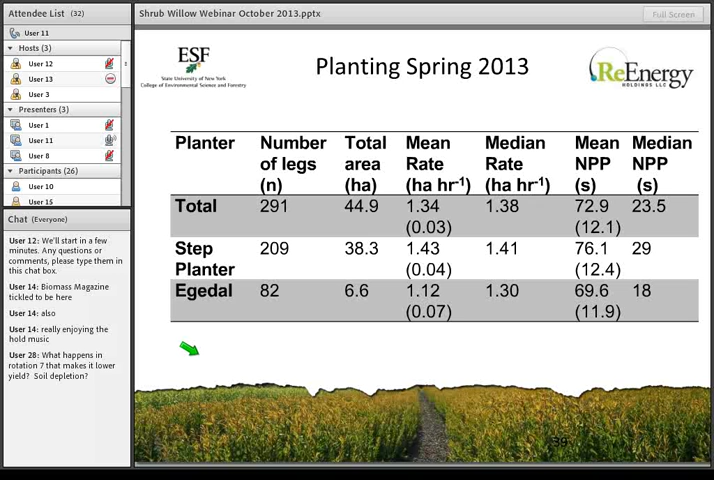 Attendee List (32)
User 11
Hosts (3)
User 12
User 13
User 3
Presenters (3)
User 1
User 11
User 8
Participants (26)
User 10
User 15
Chat (Everyone)
User 12: We'll start in a few
minutes. Any questions or
comments, please type them in
this chat box.
User 14: Biomass Magazine
tickled to be here
User 14: also
User 14: really enjoying the
hold music
User 28: What happens in
rotation 7 that makes it lower
yield? Soil depletion?
Shrub Willow Webinar October 2013.pptx
Full Screen
ESF
State University of New York
College of Environmental Science and Forestry
Planting Spring 2013
ReEnergy
HOLDINGS LLC
Planter Number of legs (n) Total area (ha) Mean Rate (ha hr-1) Median Rate (ha hr-1) Mean NPP (s) Median NPP (s)
Total 291 44.9 1.34 (0.03) 1.38 72.9 (12.1) 23.5
Step Planter 209 38.3 1.43 (0.04) 1.41 76.1 (12.4) 29
Egedal 82 6.6 1.12 (0.07) 1.30 69.6 (11.9) 18
39